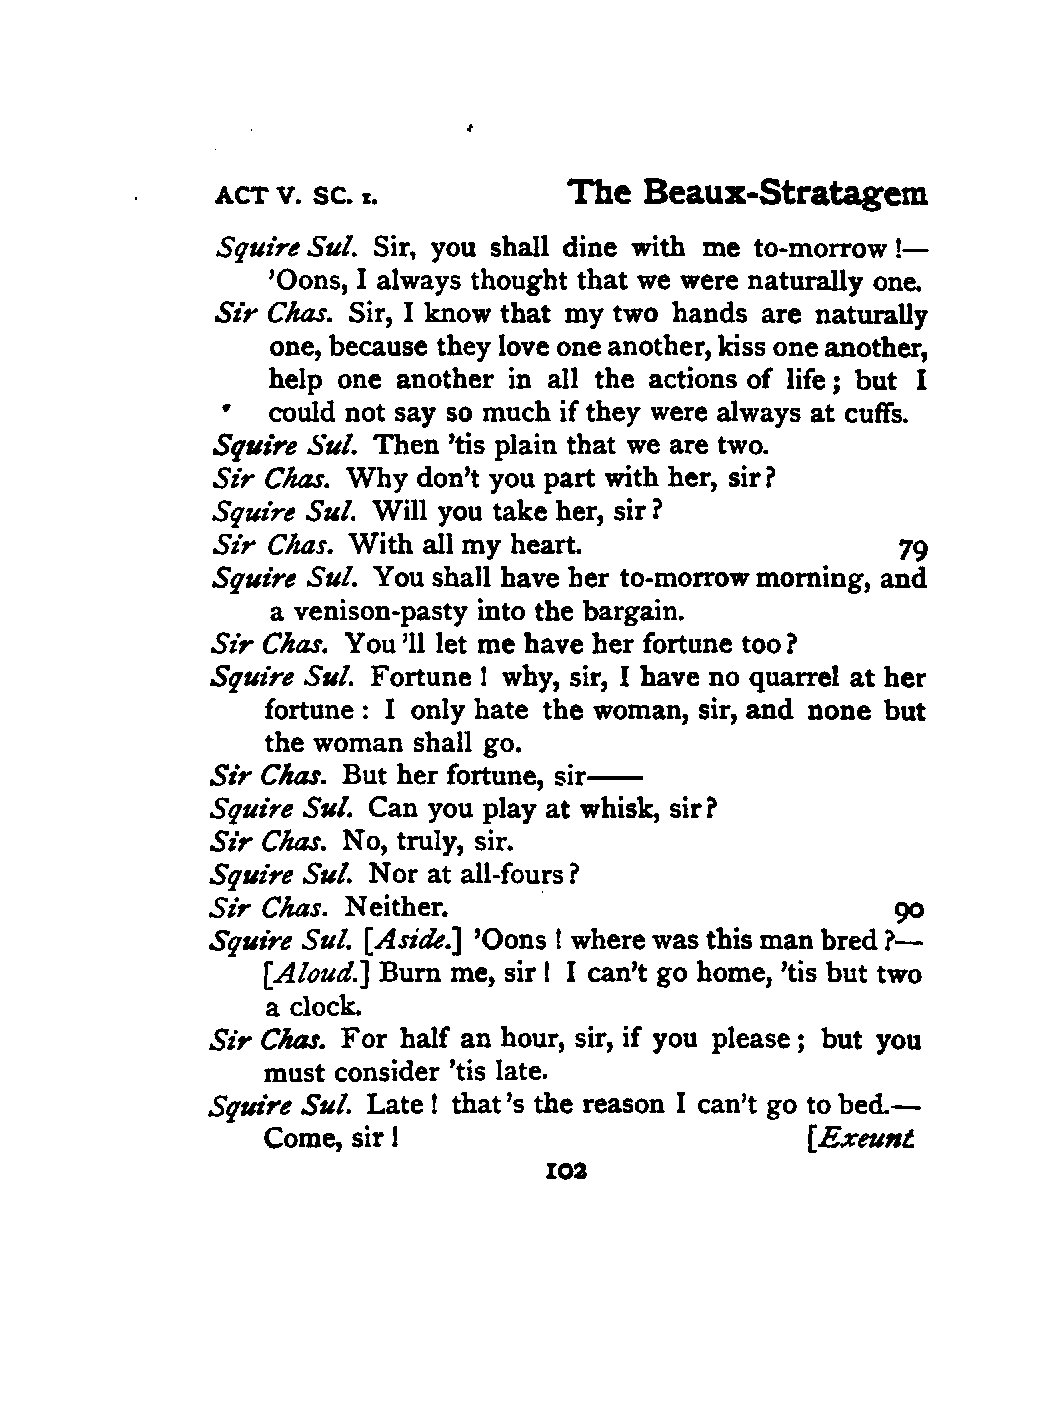 ACT V. SC. 1. The Beaux-Stratagem
Squire Sul. Sir, you shall dine with me to-morrow!—
'Oons, I always thought that we were naturally one.
Sir Chas. Sir, I know that my two hands are naturally
one, because they love one another, kiss one another,
help one another in all the actions of life; but I
could not say so much if they were always at cuffs.
Squire Sul. Then 'tis plain that we are two.
Sir Chas. Why don't you part with her, sir?
Squire Sul. Will you take her, sir?
Sir Chas. With all my heart. 79
Squire Sul. You shall have her to-morrow morning, and
a venison-pasty into the bargain.
Sir Chas. You'll let me have her fortune too?
Squire Sul. Fortune! why, sir, I have no quarrel at her
fortune: I only hate the woman, sir, and none but
the woman shall go.
Sir Chas. But her fortune, sir——
Squire Sul. Can you play at whisk, sir?
Sir Chas. No, truly, sir.
Squire Sul. Nor at all-fours?
Sir Chas. Neither. 90
Squire Sul. [Aside.] 'Oons! where was this man bred?—
[Aloud.] Burn me, sir! I can't go home, 'tis but two
a clock.
Sir Chas. For half an hour, sir, if you please; but you
must consider 'tis late.
Squire Sul. Late! that's the reason I can't go to bed.—
Come, sir! [Exeunt.
102